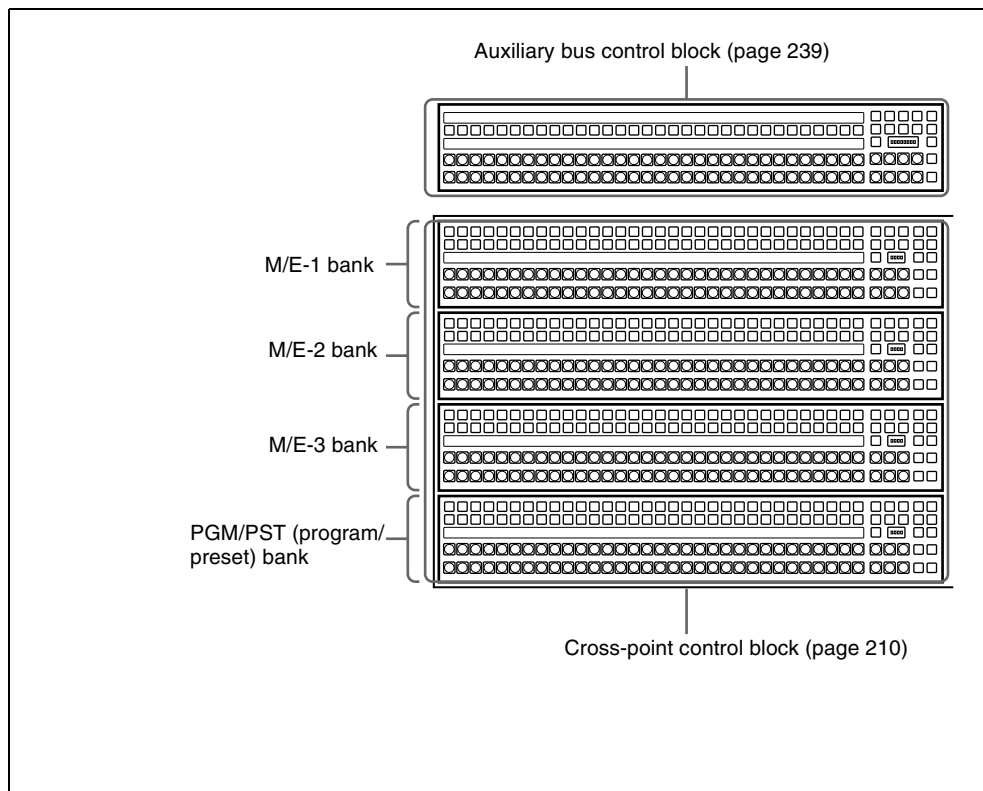 Auxiliary bus control block (page 239)
M/E-1 bank
M/E-2 bank
M/E-3 bank
PGM/PST (program/
preset) bank
Cross-point control block (page 210)